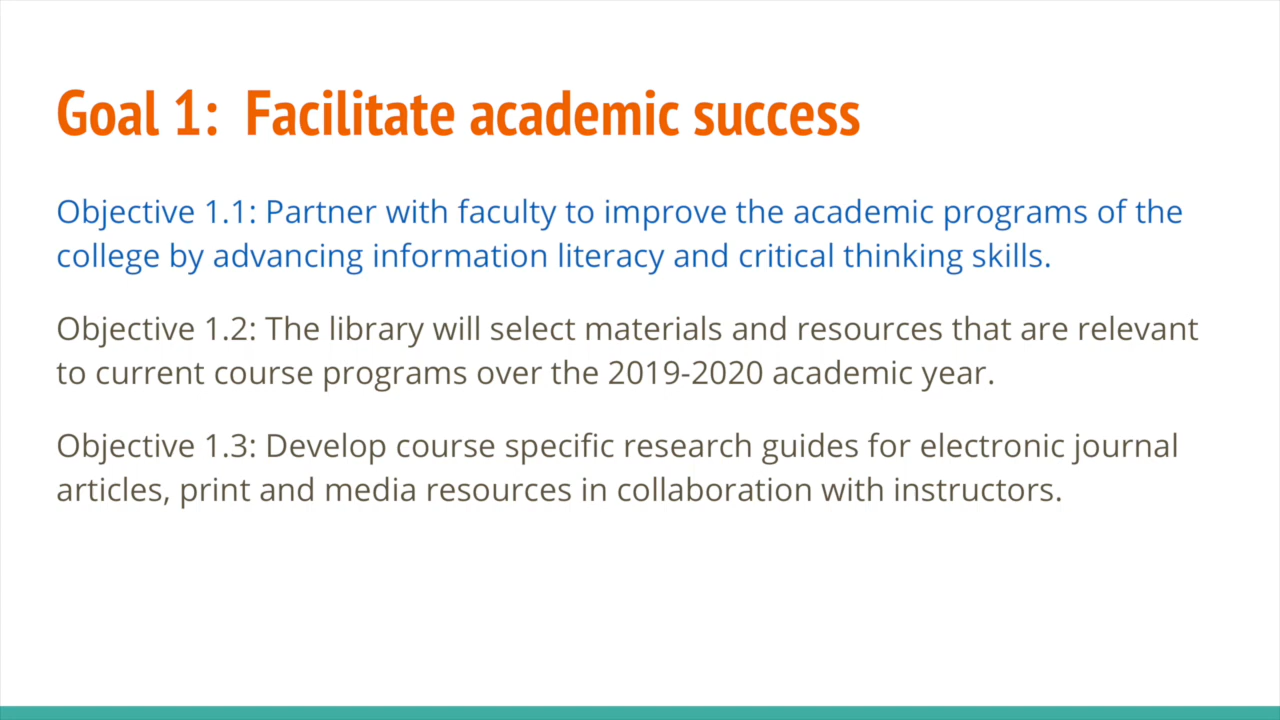 Goal 1:  Facilitate academic success
Objective 1.1: Partner with faculty to improve the academic programs of the
college by advancing information literacy and critical thinking skills.
Objective 1.2: The library will select materials and resources that are relevant
to current course programs over the 2019-2020 academic year.
Objective 1.3: Develop course specific research guides for electronic journal
articles, print and media resources in collaboration with instructors.